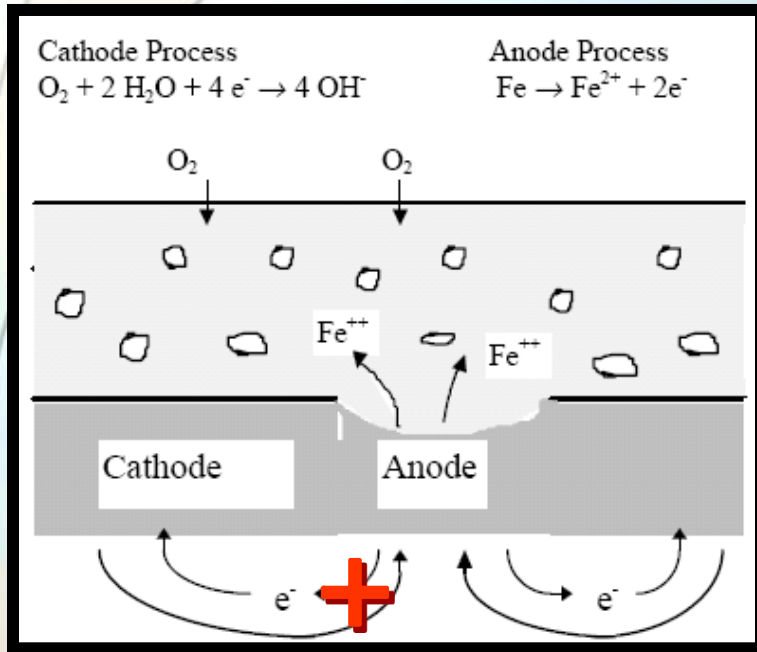 Cathode Process
O₂ + 2 H₂O + 4 e⁻ → 4 OH⁻
Anode Process
Fe → Fe²⁺ + 2e⁻
O₂
O₂
Fe⁺⁺
Fe⁺⁺
Cathode
Anode
e⁻
e⁻